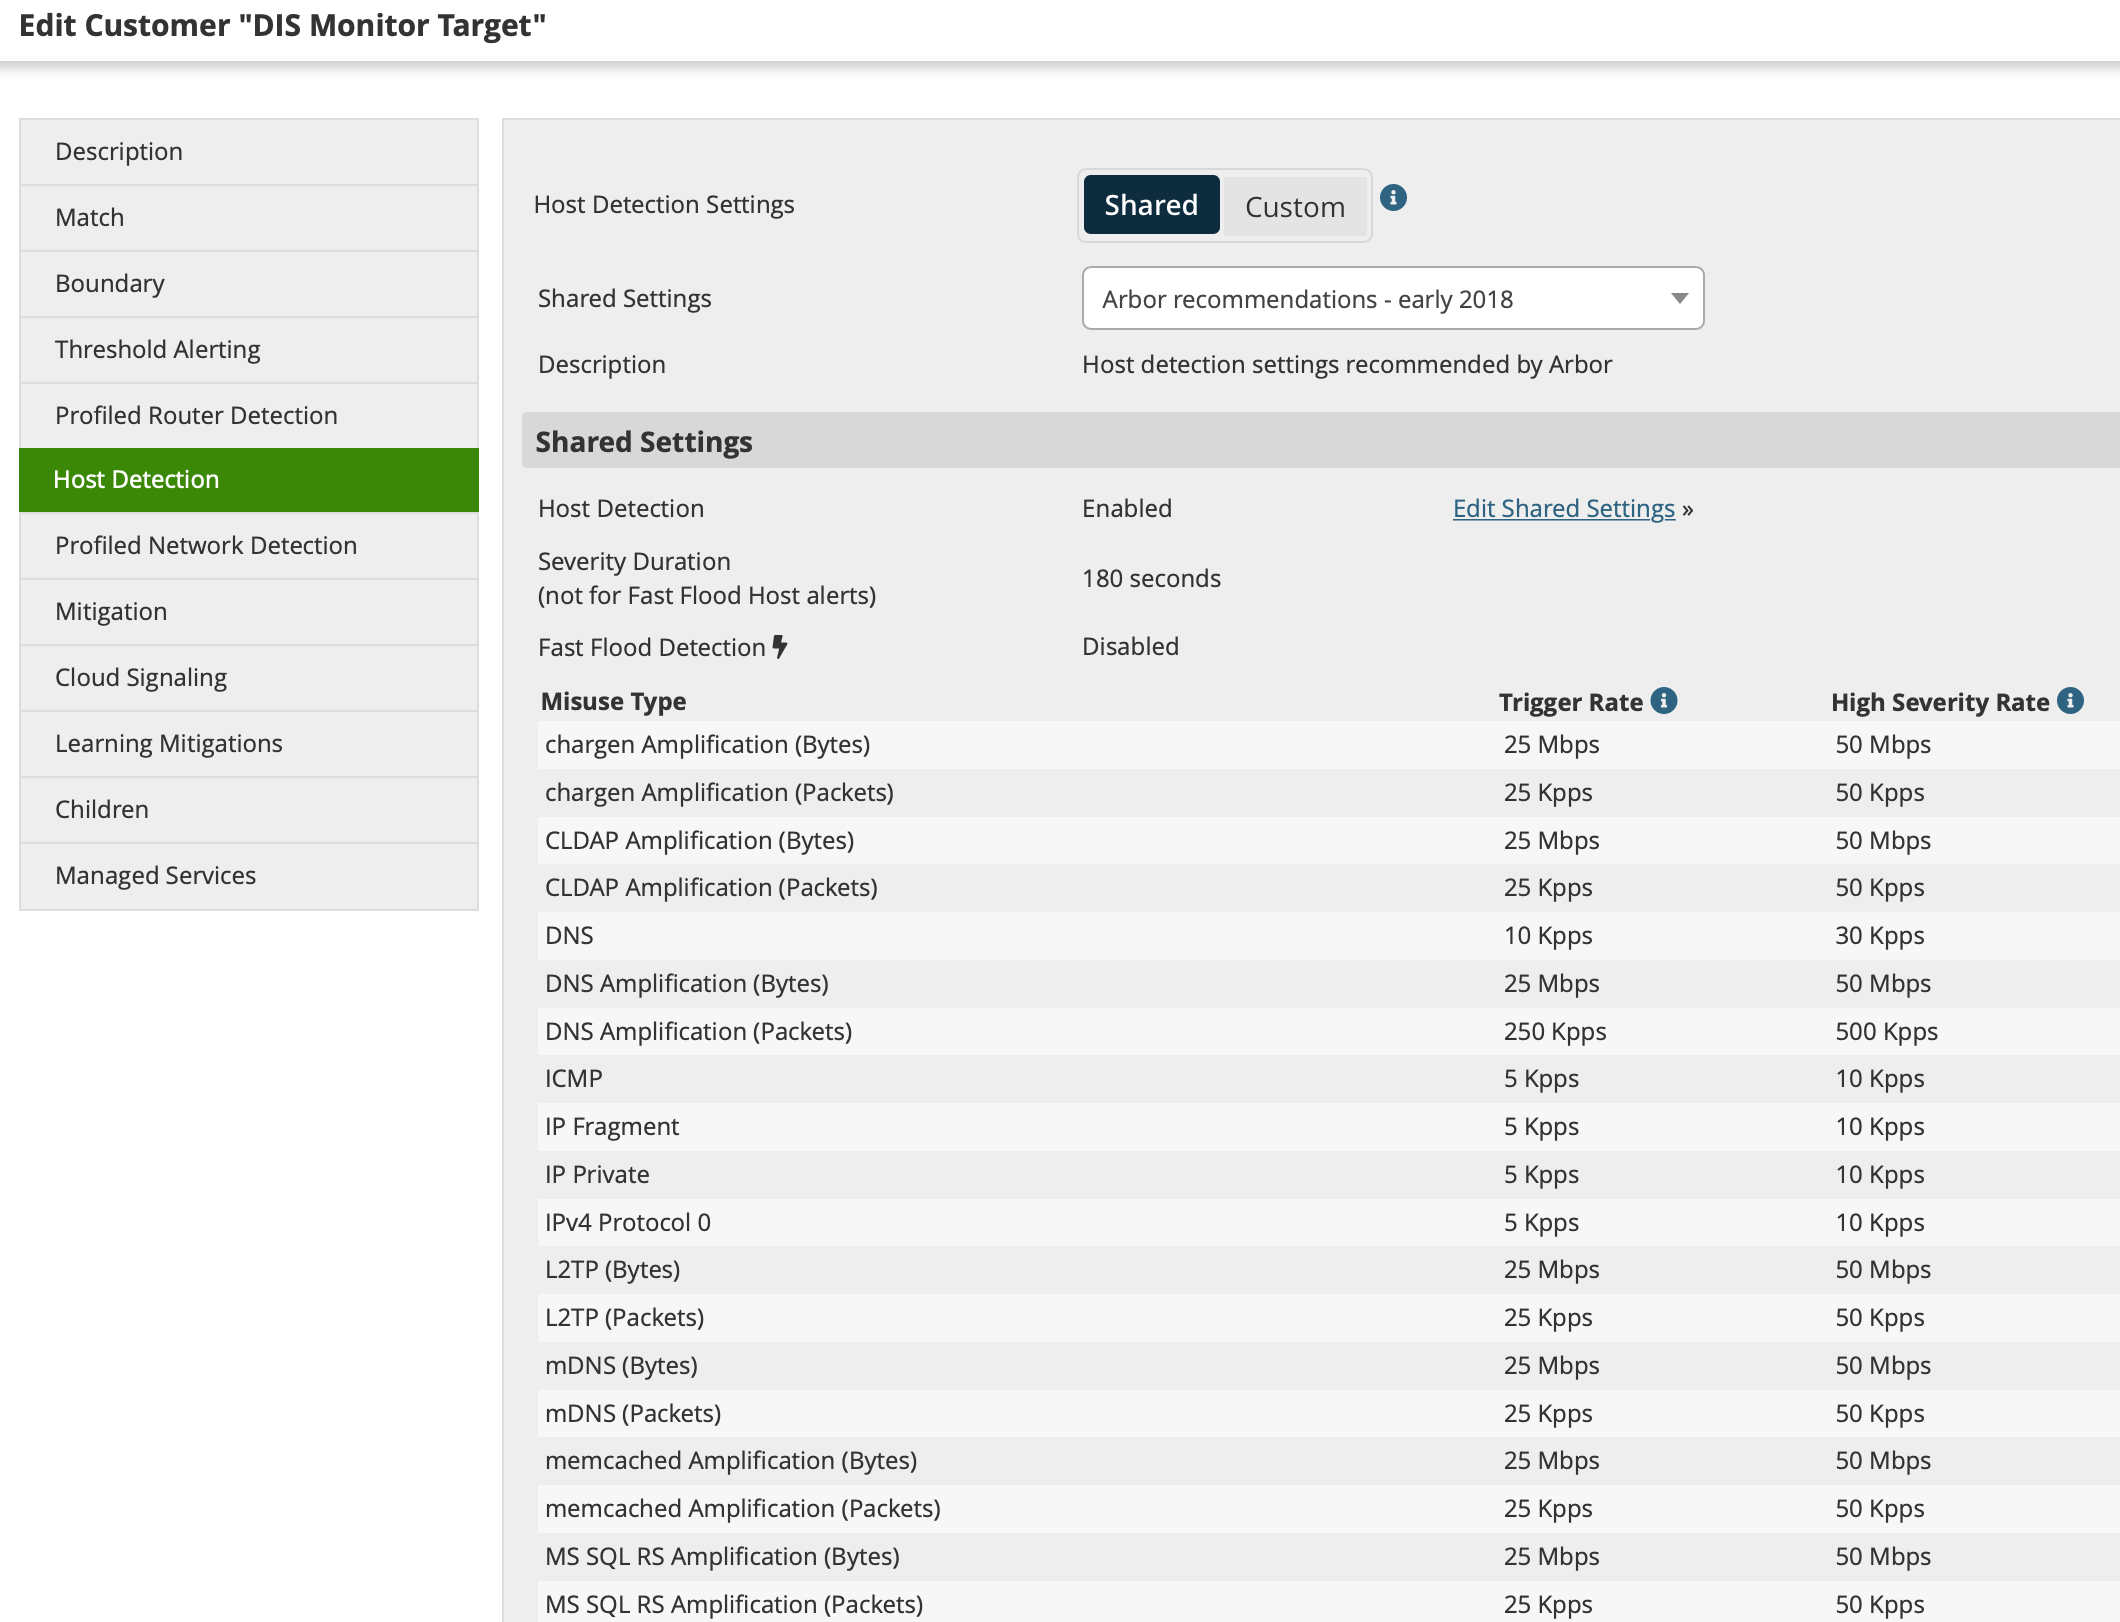 Edit Customer "DIS Monitor Target"
Description
Match
Boundary
Threshold Alerting
Profiled Router Detection
Host Detection
Profiled Network Detection
Mitigation
Cloud Signaling
Learning Mitigations
Children
Managed Services
Host Detection Settings Shared Custom
Shared Settings Arbor recommendations - early 2018
Description Host detection settings recommended by Arbor
Shared Settings
Host Detection Enabled Edit Shared Settings »
Severity Duration
(not for Fast Flood Host alerts) 180 seconds
Fast Flood Detection Disabled
Misuse Type Trigger Rate High Severity Rate
chargen Amplification (Bytes) 25 Mbps 50 Mbps
chargen Amplification (Packets) 25 Kpps 50 Kpps
CLDAP Amplification (Bytes) 25 Mbps 50 Mbps
CLDAP Amplification (Packets) 25 Kpps 50 Kpps
DNS 10 Kpps 30 Kpps
DNS Amplification (Bytes) 25 Mbps 50 Mbps
DNS Amplification (Packets) 250 Kpps 500 Kpps
ICMP 5 Kpps 10 Kpps
IP Fragment 5 Kpps 10 Kpps
IP Private 5 Kpps 10 Kpps
IPv4 Protocol 0 5 Kpps 10 Kpps
L2TP (Bytes) 25 Mbps 50 Mbps
L2TP (Packets) 25 Kpps 50 Kpps
mDNS (Bytes) 25 Mbps 50 Mbps
mDNS (Packets) 25 Kpps 50 Kpps
memcached Amplification (Bytes) 25 Mbps 50 Mbps
memcached Amplification (Packets) 25 Kpps 50 Kpps
MS SQL RS Amplification (Bytes) 25 Mbps 50 Mbps
MS SQL RS Amplification (Packets) 25 Kpps 50 Kpps